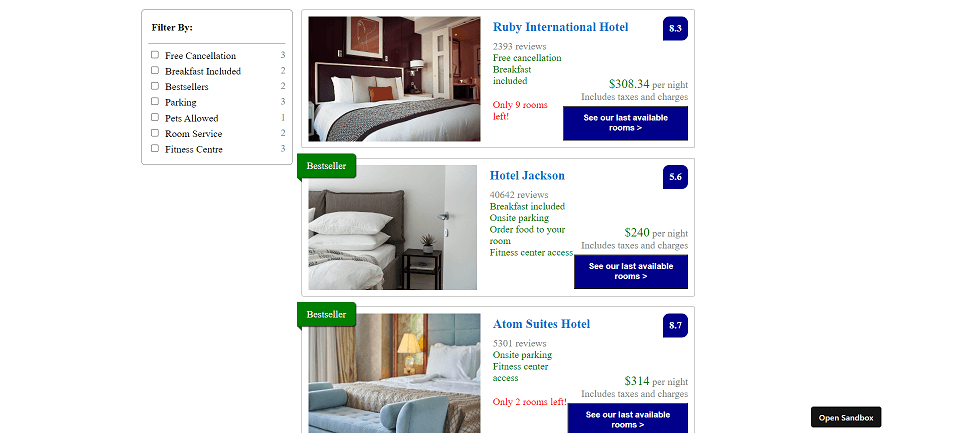 Filter By:
Free Cancellation 3
Breakfast Included 2
Bestsellers 2
Parking 3
Pets Allowed 1
Room Service 2
Fitness Centre 3
Ruby International Hotel
8.3
2393 reviews
Free cancellation
Breakfast
included
Only 9 rooms
left!
$308.34 per night
Includes taxes and charges
See our last available
rooms >
Bestseller
Hotel Jackson
5.6
40642 reviews
Breakfast included
Onsite parking
Order food to your
room
Fitness center access
$240 per night
Includes taxes and charges
See our last available
rooms >
Bestseller
Atom Suites Hotel
8.7
5301 reviews
Onsite parking
Fitness center
access
Only 2 rooms left!
$314 per night
Includes taxes and charges
See our last available
rooms >
Open Sandbox